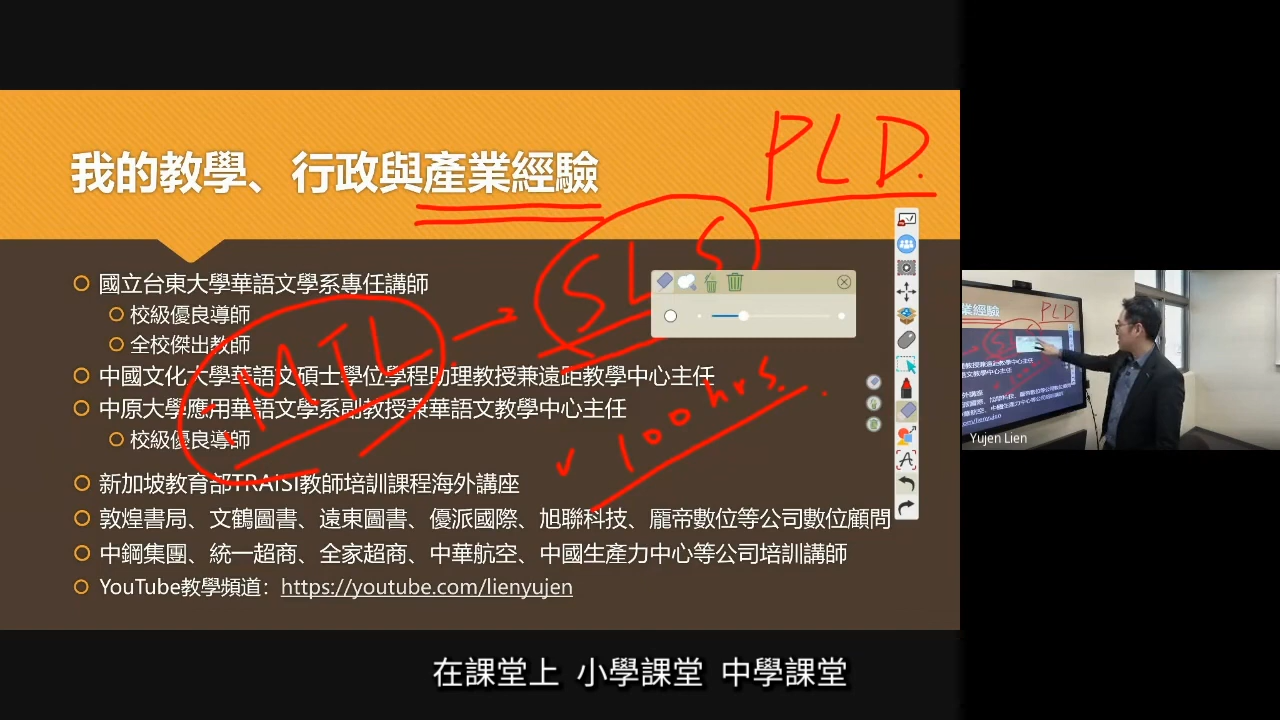 我的教學、行政與產業經驗
PLD.
SLS
MTL
100hrs.
國立台東大學華語文學系專任講師
校級優良導師
全校傑出教師
中國文化大學華語文碩士學位學程助理教授兼遠距教學中心主任
中原大學應用華語文學系副教授兼華語文教學中心主任
校級優良導師
新加坡教育部TRAISI教師培訓課程海外講座
敦煌書局、文鶴圖書、遠東圖書、優派國際、旭聯科技、龐帝數位等公司數位顧問
中鋼集團、統一超商、全家超商、中華航空、中國生產力中心等公司培訓講師
YouTube教學頻道：https://youtube.com/lienyujen
Yujen Lien
在課堂上 小學課堂 中學課堂